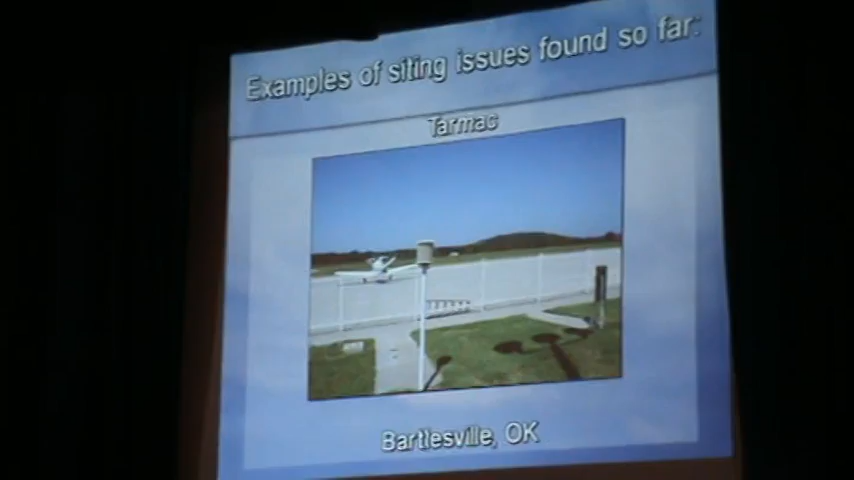 Examples of siting issues found so far:
Tarmac
Bartlesville, OK